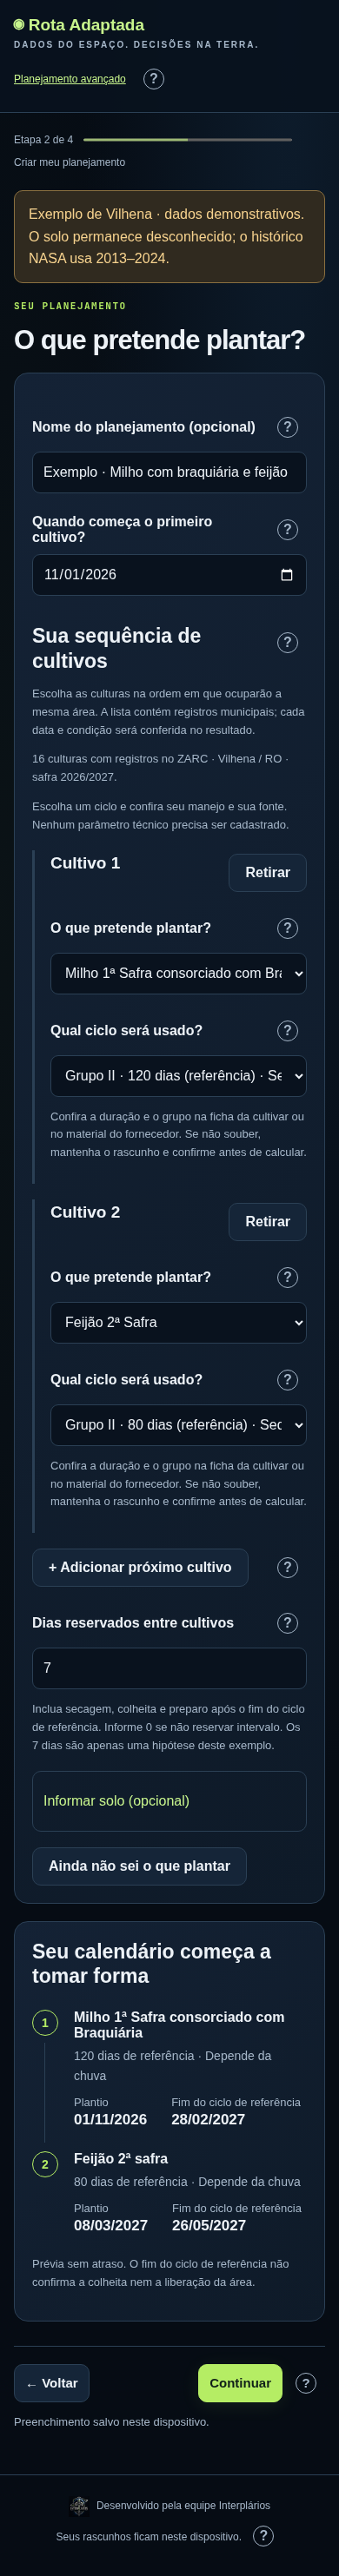 Rota Adaptada
DADOS DO ESPAÇO. DECISÕES NA TERRA.
Planejamento avançado ?
Etapa 2 de 4
Criar meu planejamento
Exemplo de Vilhena · dados demonstrativos.
O solo permanece desconhecido; o histórico
NASA usa 2013–2024.
SEU PLANEJAMENTO
O que pretende plantar?
Nome do planejamento (opcional) ?
Exemplo · Milho com braquiária e feijão
Quando começa o primeiro
cultivo? ?
11/01/2026
Sua sequência de
cultivos ?
Escolha as culturas na ordem em que ocuparão a
mesma área. A lista contém registros municipais; cada
data e condição será conferida no resultado.
16 culturas com registros no ZARC · Vilhena / RO ·
safra 2026/2027.
Escolha um ciclo e confira seu manejo e sua fonte.
Nenhum parâmetro técnico precisa ser cadastrado.
Cultivo 1 Retirar
O que pretende plantar? ?
Milho 1ª Safra consorciado com Bra
Qual ciclo será usado? ?
Grupo II · 120 dias (referência) · Se
Confira a duração e o grupo na ficha da cultivar ou
no material do fornecedor. Se não souber,
mantenha o rascunho e confirme antes de calcular.
Cultivo 2 Retirar
O que pretende plantar? ?
Feijão 2ª Safra
Qual ciclo será usado? ?
Grupo II · 80 dias (referência) · Seq
Confira a duração e o grupo na ficha da cultivar ou
no material do fornecedor. Se não souber,
mantenha o rascunho e confirme antes de calcular.
+ Adicionar próximo cultivo ?
Dias reservados entre cultivos ?
7
Inclua secagem, colheita e preparo após o fim do ciclo
de referência. Informe 0 se não reservar intervalo. Os
7 dias são apenas uma hipótese deste exemplo.
Informar solo (opcional)
Ainda não sei o que plantar
Seu calendário começa a
tomar forma
1 Milho 1ª Safra consorciado com
Braquiária
120 dias de referência · Depende da
chuva
Plantio Fim do ciclo de referência
01/11/2026 28/02/2027
2 Feijão 2ª safra
80 dias de referência · Depende da chuva
Plantio Fim do ciclo de referência
08/03/2027 26/05/2027
Prévia sem atraso. O fim do ciclo de referência não
confirma a colheita nem a liberação da área.
← Voltar Continuar ?
Preenchimento salvo neste dispositivo.
Desenvolvido pela equipe Interplários
Seus rascunhos ficam neste dispositivo. ?